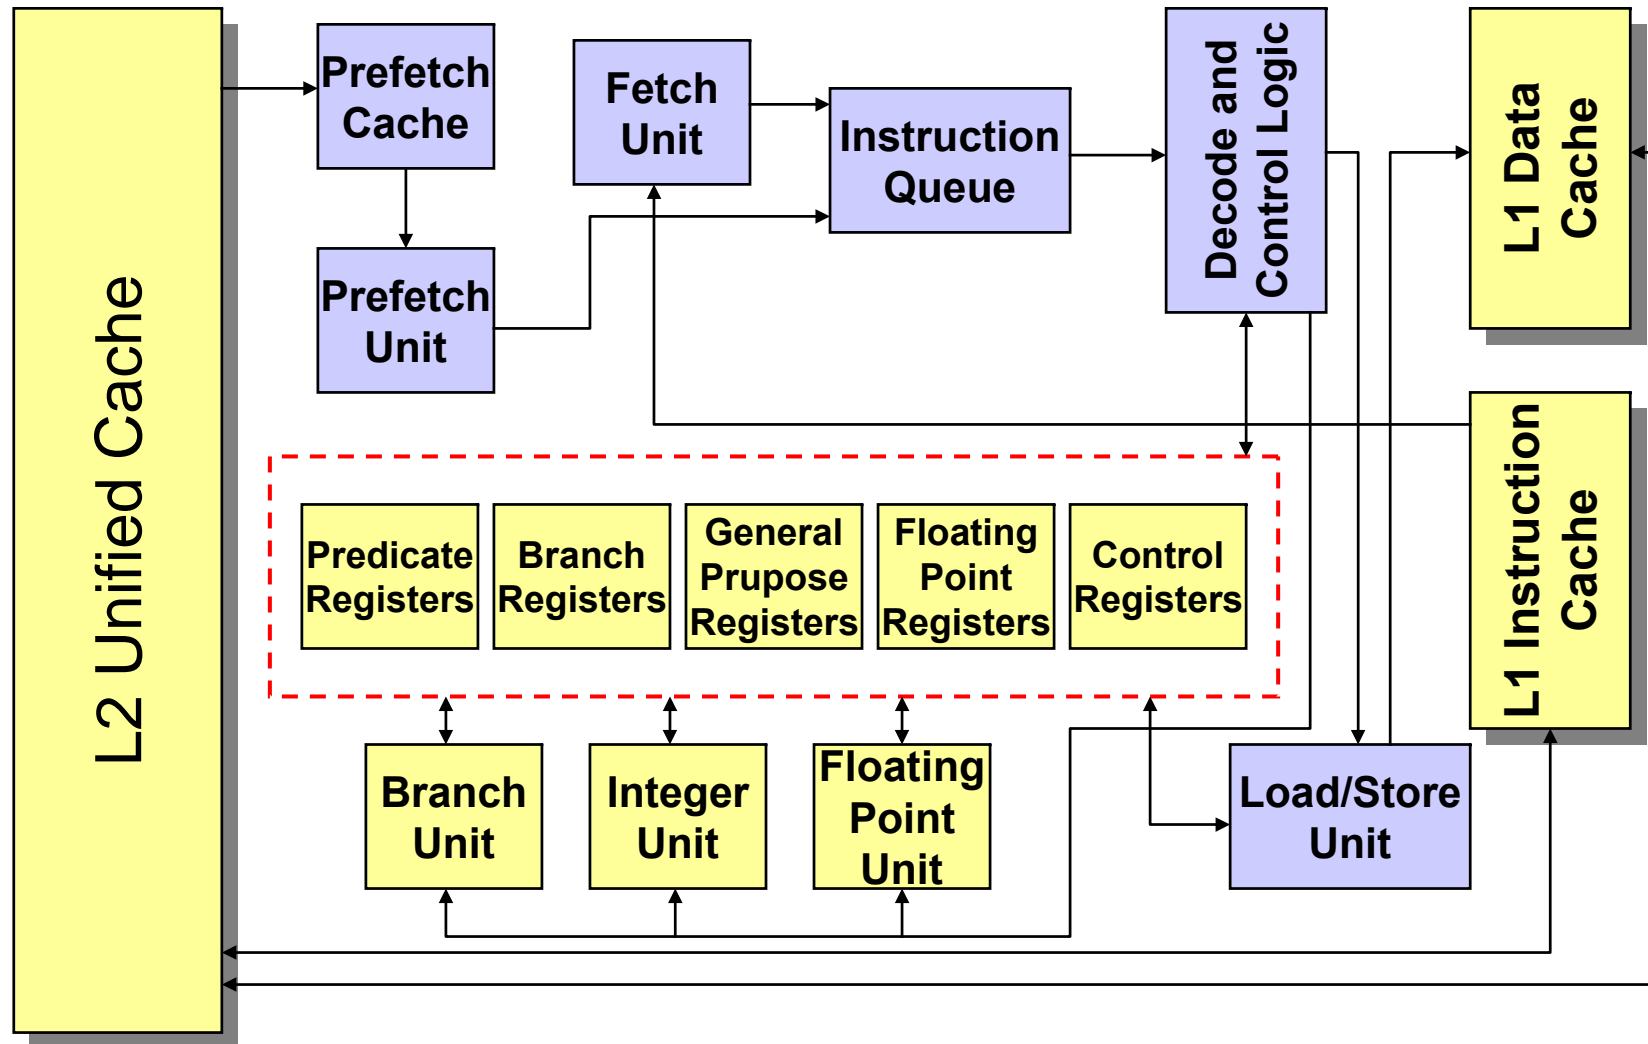 L2 Unified Cache
Prefetch
Cache
Prefetch
Unit
Fetch
Unit
Instruction
Queue
Decode and
Control Logic
L1 Data
Cache
L1 Instruction
Cache
Predicate
Registers
Branch
Registers
General
Prupose
Registers
Floating
Point
Registers
Control
Registers
Branch
Unit
Integer
Unit
Floating
Point
Unit
Load/Store
Unit